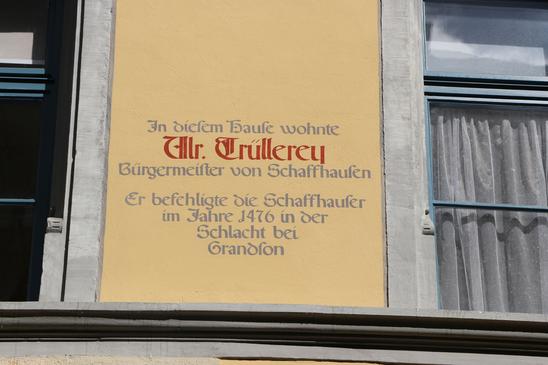 In diesem Hause wohnte
Ulr. Trüllerey
Bürgermeister von Schaffhausen
Er befehligte die Schaffhauser
im Jahre 1476 in der
Schlacht bei
Grandson